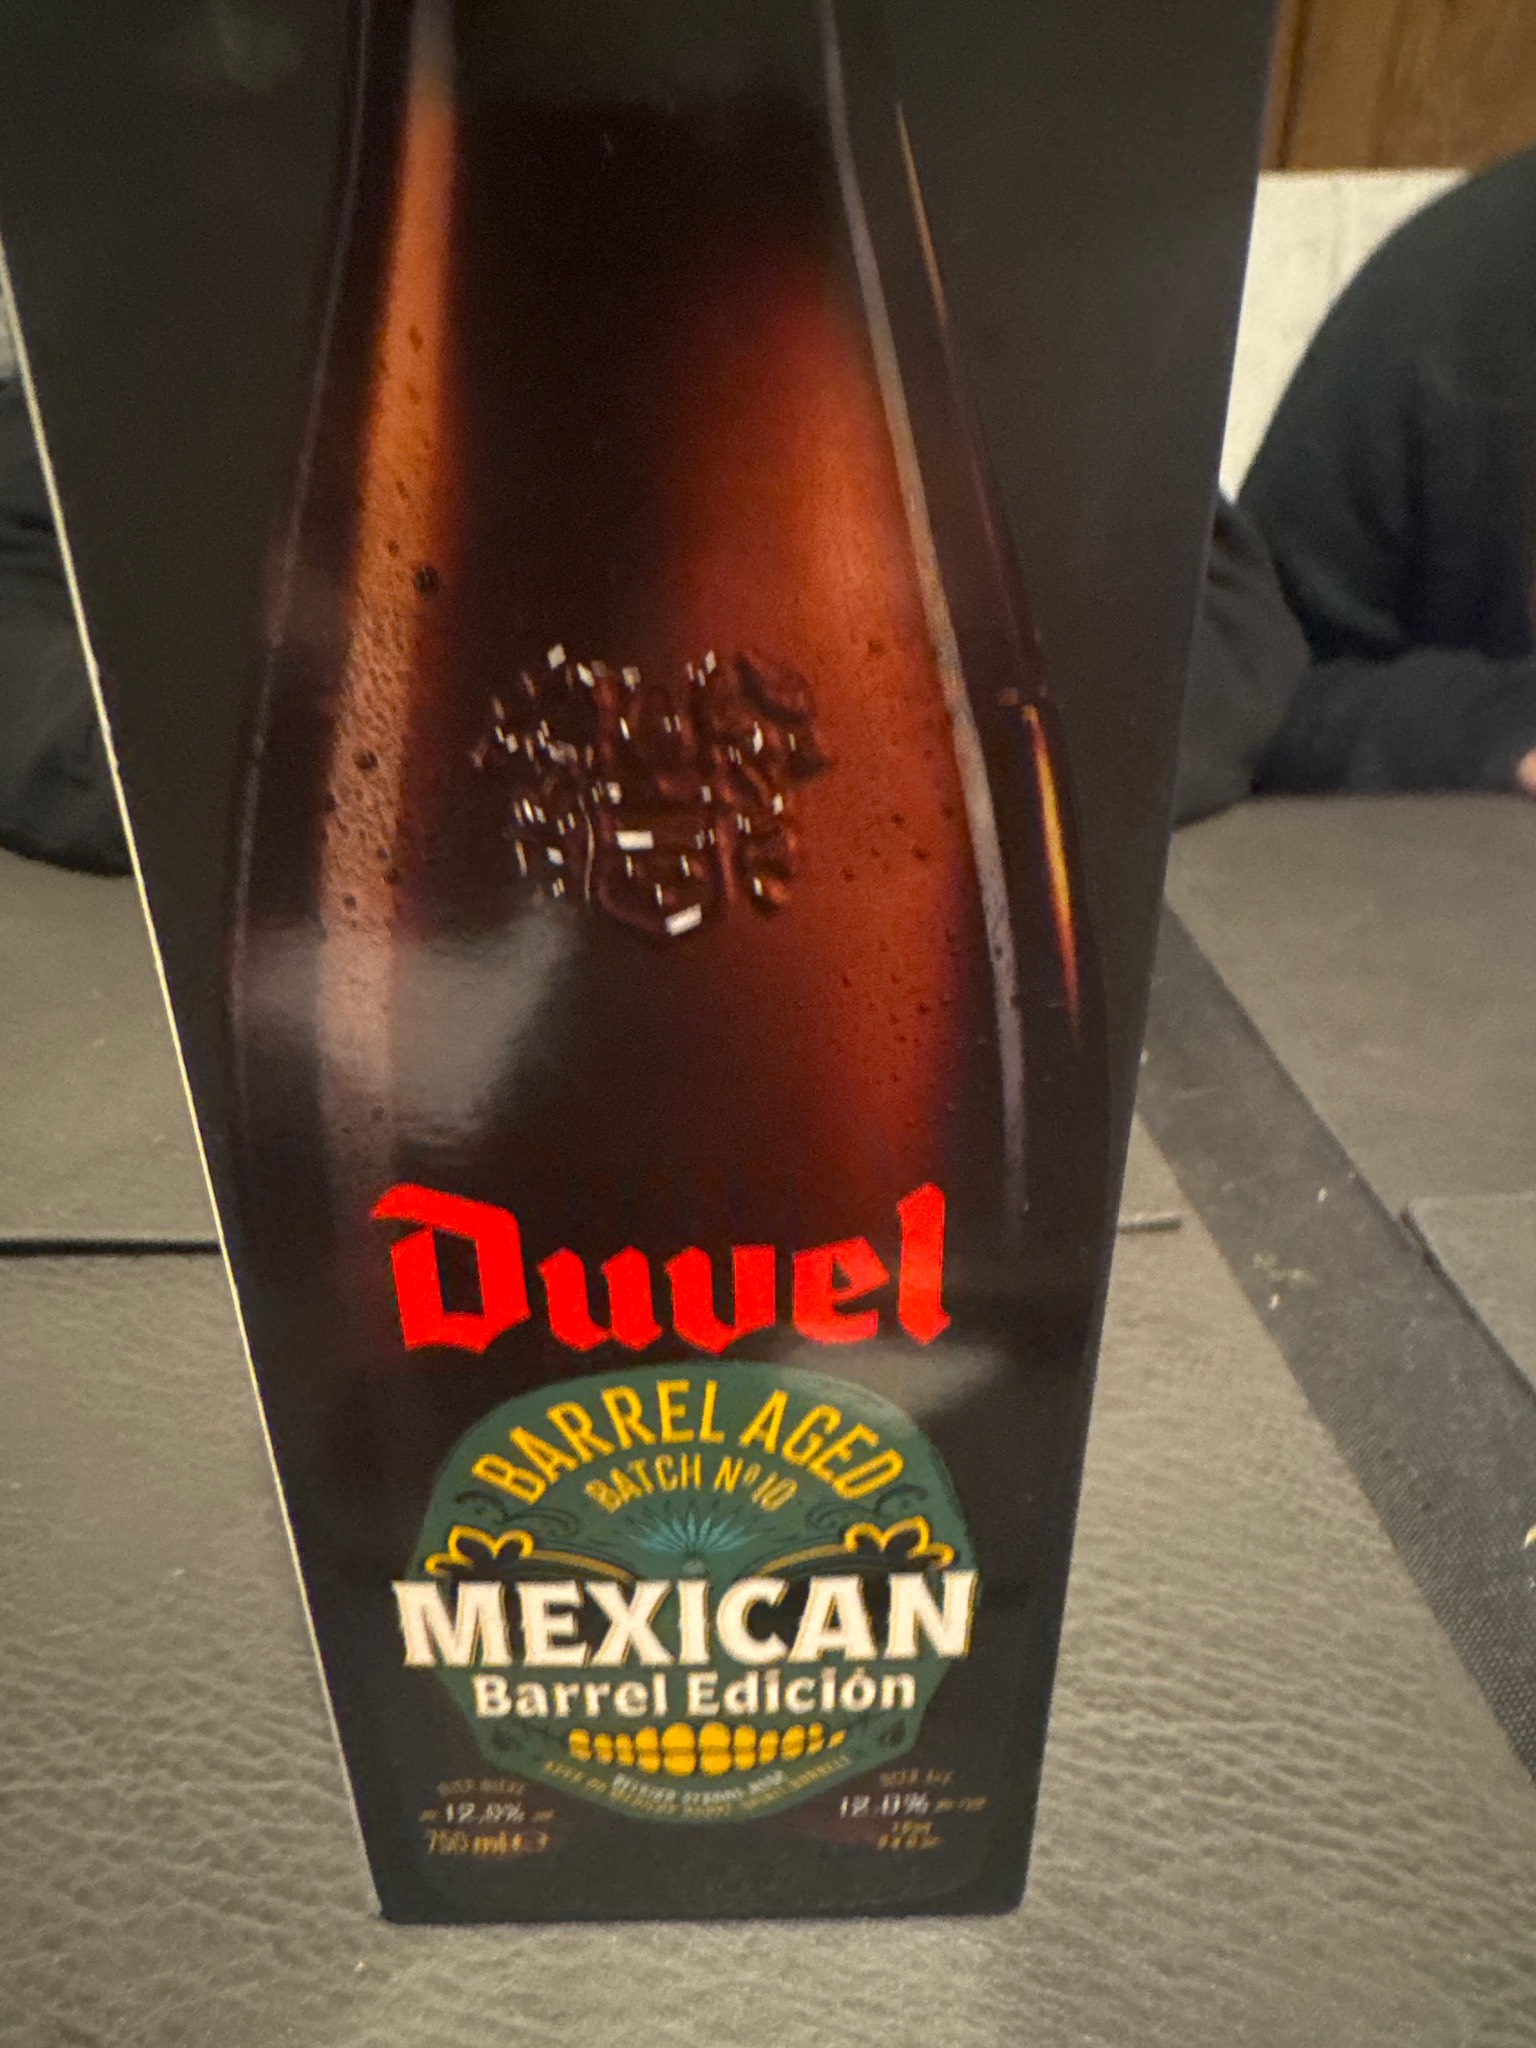 Duvel
BARREL AGED
BATCH Nº10
MEXICAN
Barrel Edición
12.0%
750 ml
12.0%